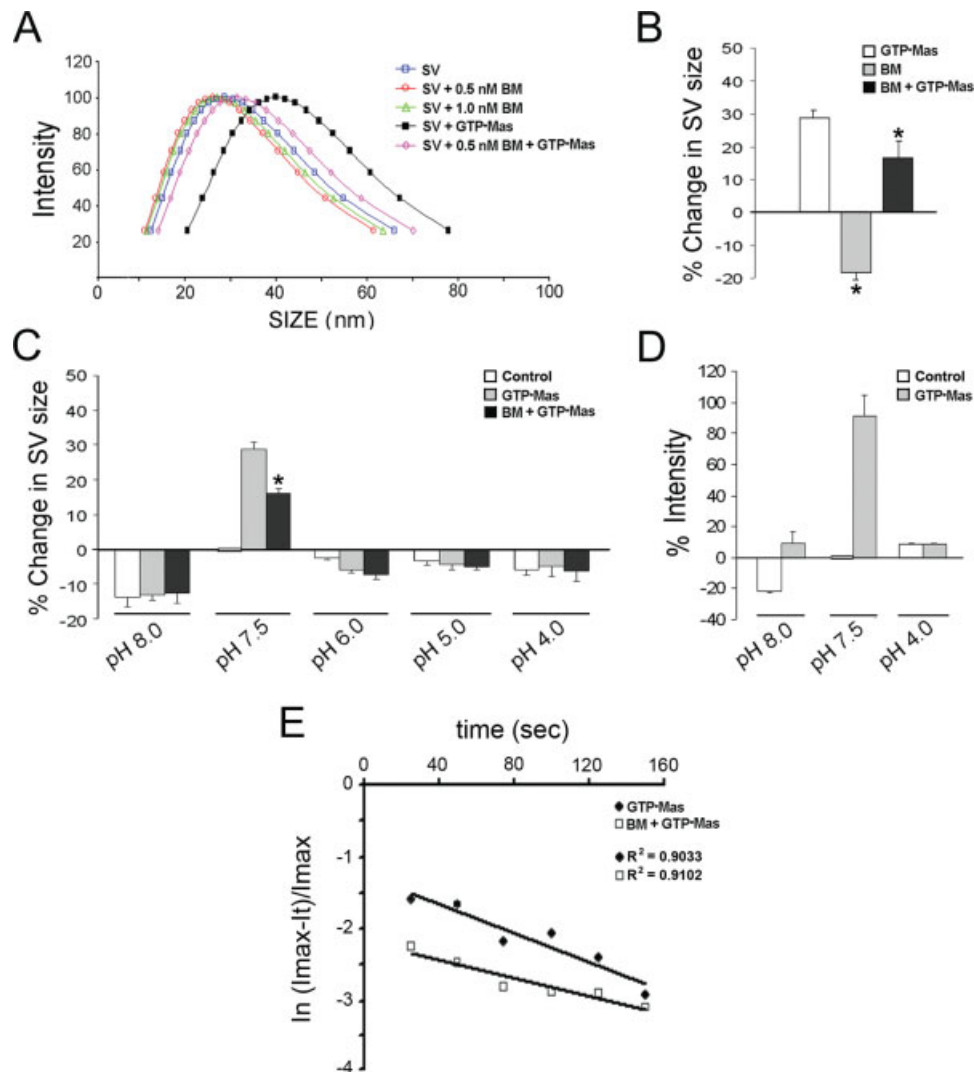 A
Intensity
120
100
80
60
40
20
0
20
40
60
80
100
SIZE (nm)
SV
SV + 0.5 nM BM
SV + 1.0 nM BM
SV + GTP-Mas
SV + 0.5 nM BM + GTP-Mas
B
% Change in SV size
50
40
30
20
10
0
-10
-20
GTP-Mas
BM
BM + GTP-Mas
*
*
C
% Change in SV size
50
40
30
20
10
0
-10
-20
Control
GTP-Mas
BM + GTP-Mas
*
pH 8.0
pH 7.5
pH 6.0
pH 5.0
pH 4.0
D
% Intensity
120
100
80
60
40
20
0
-20
-40
Control
GTP-Mas
pH 8.0
pH 7.5
pH 4.0
E
time (sec)
0
40
80
120
160
ln (Imax-It)/Imax
0
-1
-2
-3
-4
GTP-Mas
BM + GTP-Mas
R² = 0.9033
R² = 0.9102